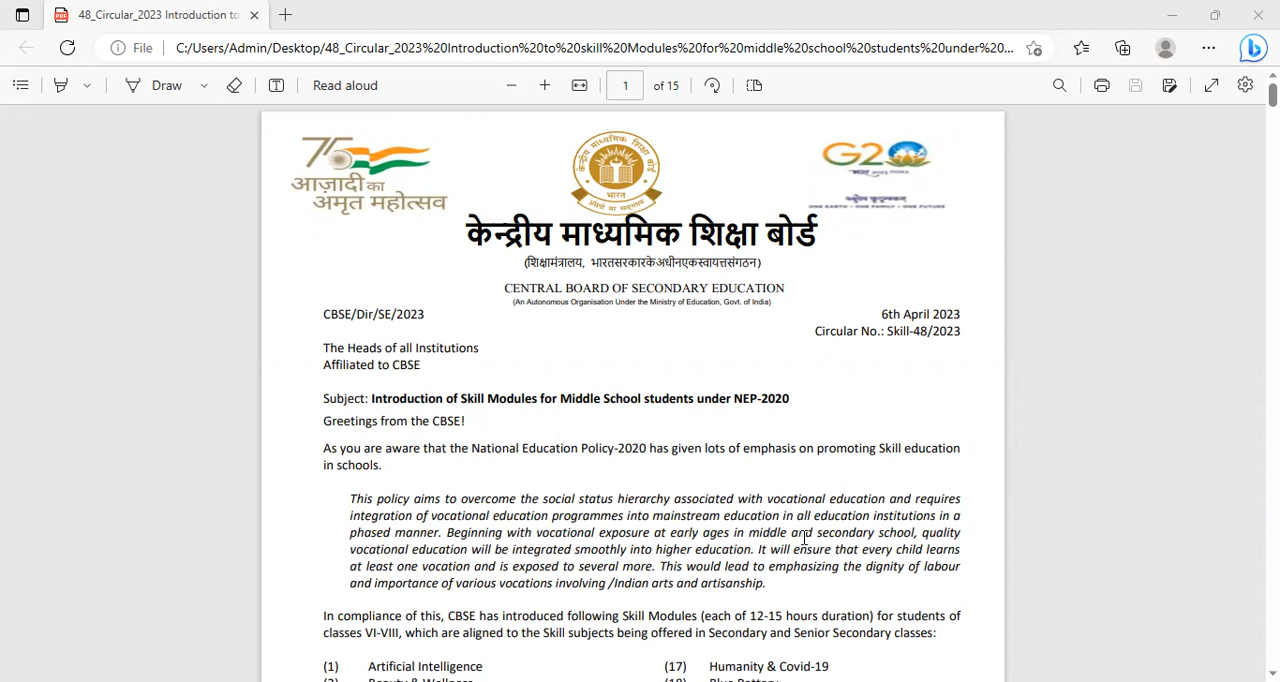 48_Circular_2023 Introduction to
File
C:/Users/Admin/Desktop/48_Circular_2023%20Introduction%20to%20skill%20Modules%20for%20middle%20school%20students%20under%20...
Draw
Read aloud
1 of 15
75
आज़ादी का
अमृत महोत्सव
केन्द्रीय माध्यमिक शिक्षा बोर्ड
भारत
असतो मा सद्गमय
G20
ONE EARTH • ONE FAMILY • ONE FUTURE
केन्द्रीय माध्यमिक शिक्षा बोर्ड
(शिक्षामंत्रालय, भारतसरकारकेअधीनएकस्वायत्तसंगठन)
CENTRAL BOARD OF SECONDARY EDUCATION
(An Autonomous Organisation Under the Ministry of Education, Govt. of India)
CBSE/Dir/SE/2023
6th April 2023
Circular No.: Skill-48/2023
The Heads of all Institutions
Affiliated to CBSE
Subject: Introduction of Skill Modules for Middle School students under NEP-2020
Greetings from the CBSE!
As you are aware that the National Education Policy-2020 has given lots of emphasis on promoting Skill education
in schools.
This policy aims to overcome the social status hierarchy associated with vocational education and requires
integration of vocational education programmes into mainstream education in all education institutions in a
phased manner. Beginning with vocational exposure at early ages in middle and secondary school, quality
vocational education will be integrated smoothly into higher education. It will ensure that every child learns
at least one vocation and is exposed to several more. This would lead to emphasizing the dignity of labour
and importance of various vocations involving /Indian arts and artisanship.
In compliance of this, CBSE has introduced following Skill Modules (each of 12-15 hours duration) for students of
classes VI-VIII, which are aligned to the Skill subjects being offered in Secondary and Senior Secondary classes:
(1) Artificial Intelligence
(17) Humanity & Covid-19